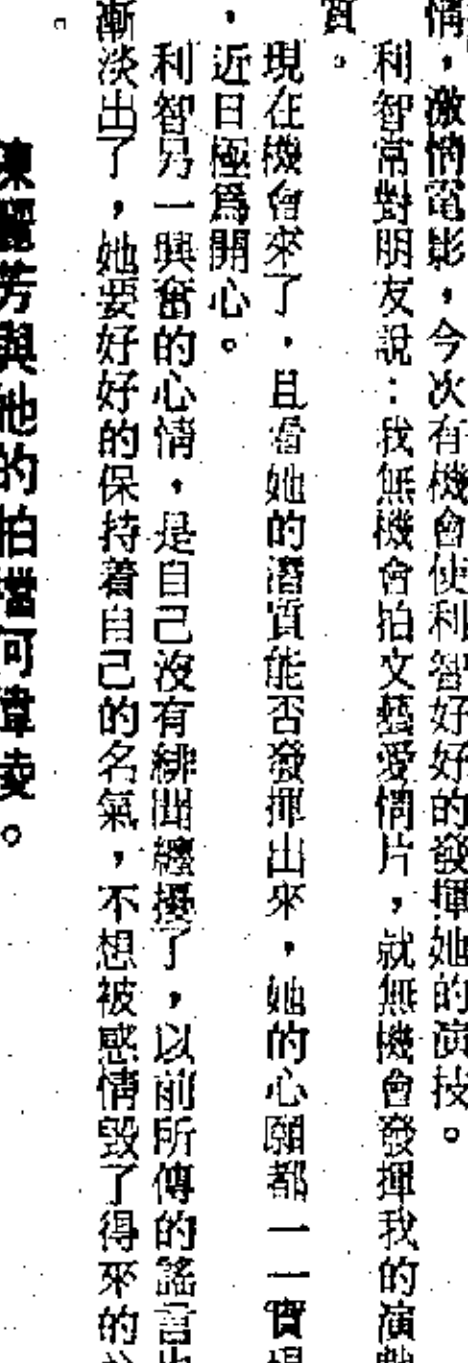 情，激情電影，今次有機會使利智好好的發揮她的演技。
利智常對朋友說：我無機會拍文藝愛情片，就無機會發揮我的演戲
質。
現在機會來了，且看她的潛質能否發揮出來，她的心願都一一實現
，近日極為開心。
利智另一興奮的心情，是自己沒有緋聞纏擾了，以前所傳的謠言也
漸淡出了，她要好好的保持着自己的名氣，不想被感情毀了得來的
。
陳麗芳與他的拍檔何偉凌。